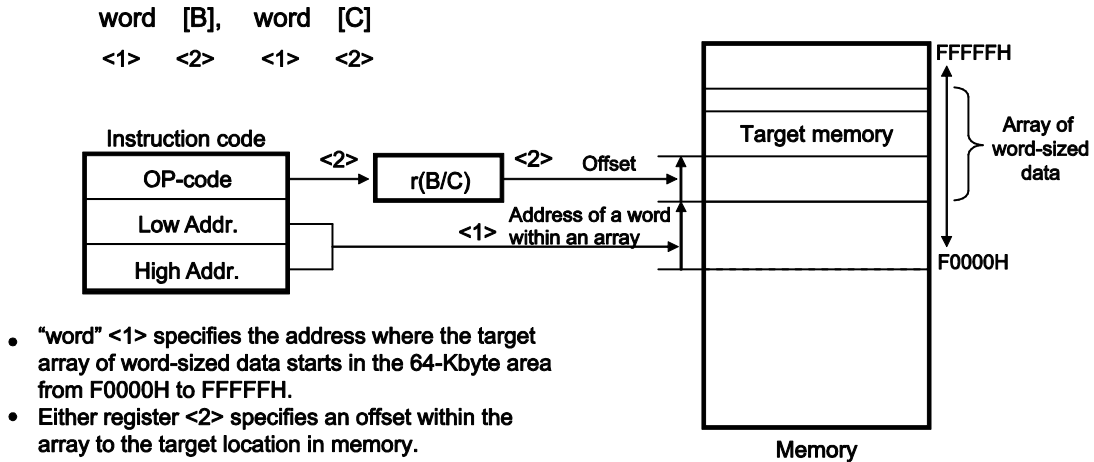 word [B], word [C]
<1> <2> <1> <2>
FFFFFH
Target memory
Array of
word-sized
data
Instruction code
OP-code
<2>
r(B/C)
<2>
Offset
Low Addr.
High Addr.
<1>
Address of a word
within an array
F0000H
Memory
• “word” <1> specifies the address where the target
array of word-sized data starts in the 64-Kbyte area
from F0000H to FFFFFH.
• Either register <2> specifies an offset within the
array to the target location in memory.